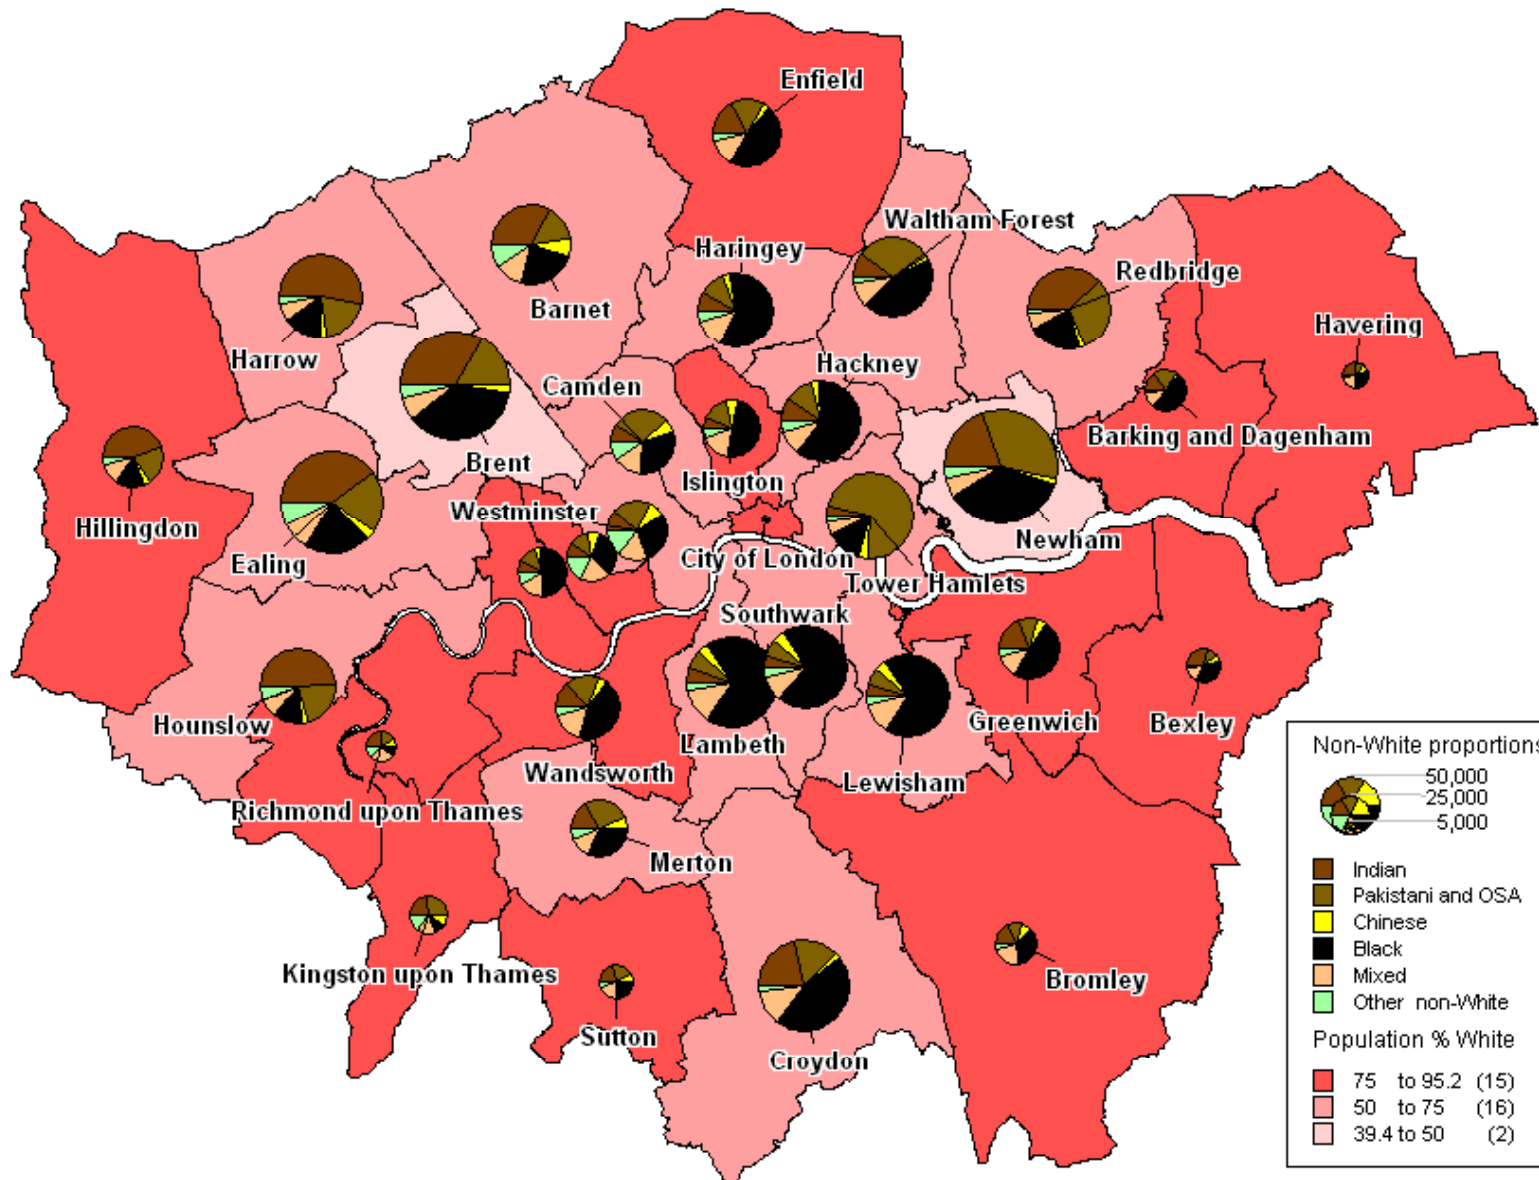 Enfield
Waltham Forest
Haringey
Redbridge
Barnet
Havering
Harrow
Hackney
Camden
Barking and Dagenham
Brent
Islington
Westminster
Hillingdon
Newham
City of London
Ealing
Tower Hamlets
Southwark
Hounslow
Greenwich
Bexley
Lambeth
Wandsworth
Lewisham
Richmond upon Thames
Merton
Kingston upon Thames
Bromley
Sutton
Croydon
Non-White proportions
50,000
25,000
5,000
Indian
Pakistani and OSA
Chinese
Black
Mixed
Other non-White
Population % White
75 to 95.2 (15)
50 to 75 (16)
39.4 to 50 (2)